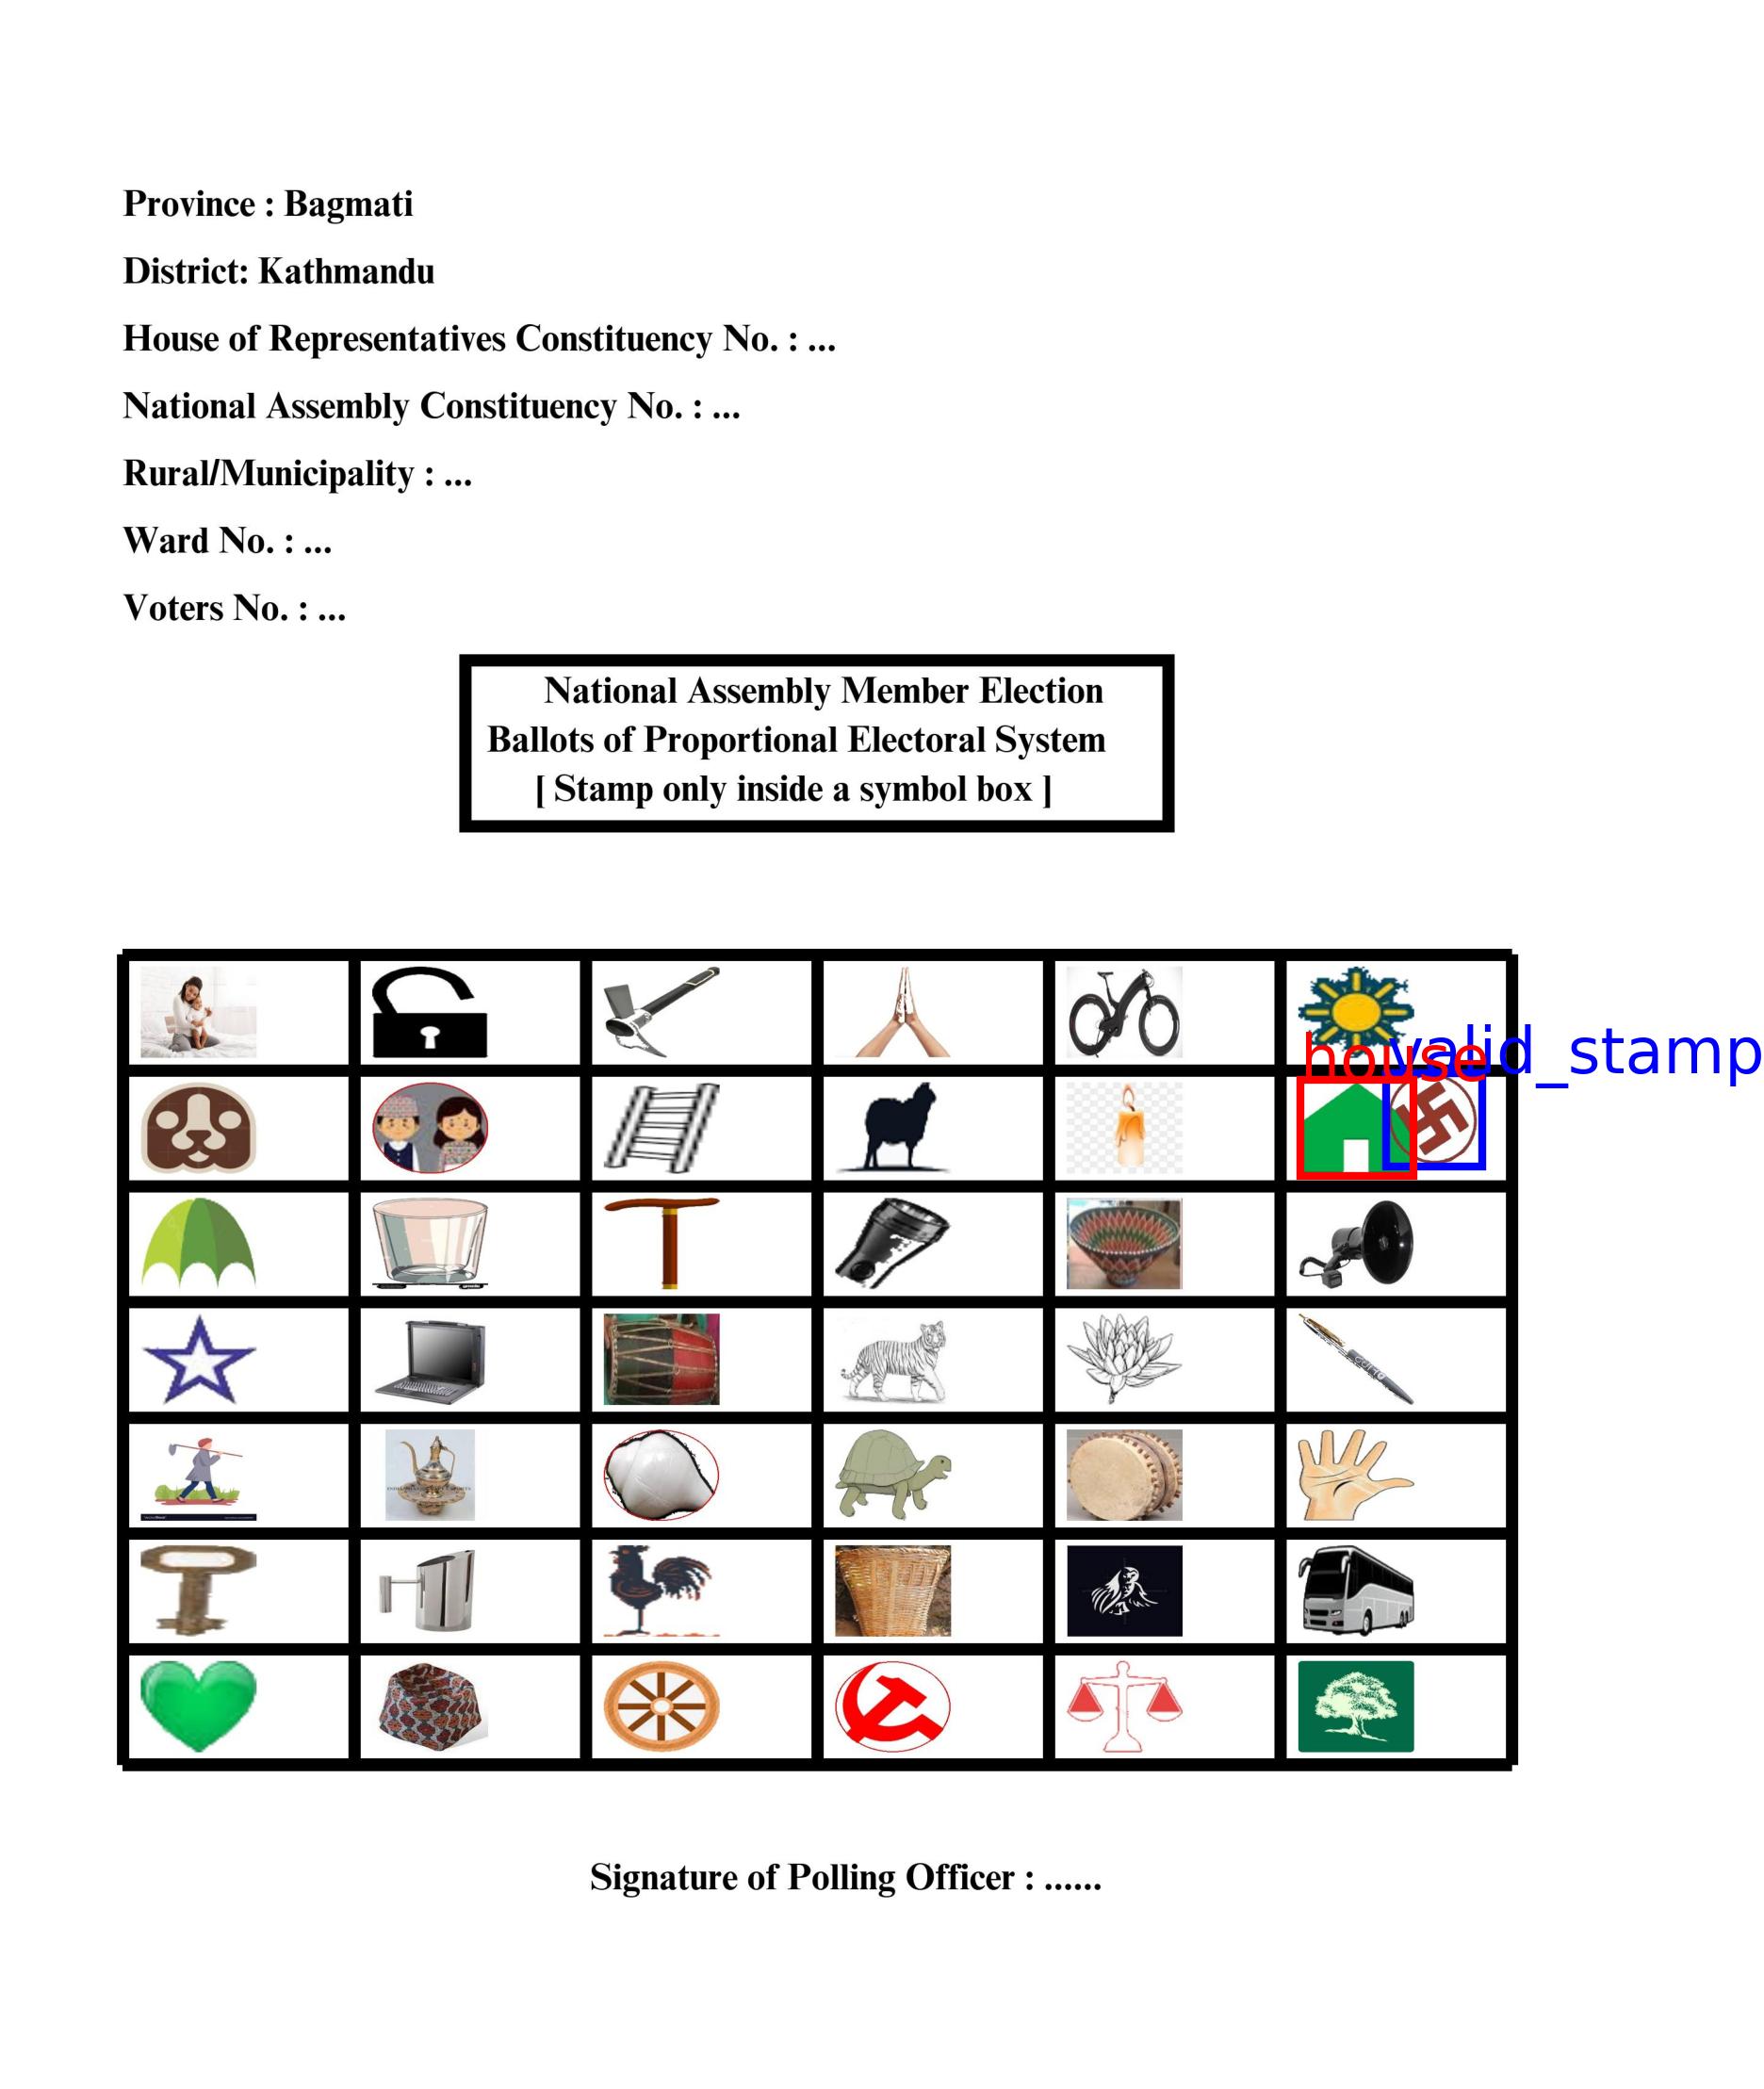 Province : Bagmati
District: Kathmandu
House of Representatives Constituency No. : ...
National Assembly Constituency No. : ...
Rural/Municipality : ...
Ward No. : ...
Voters No. : ...
National Assembly Member Election
Ballots of Proportional Electoral System
[ Stamp only inside a symbol box ]
house
valid_stamp
Signature of Polling Officer : ......